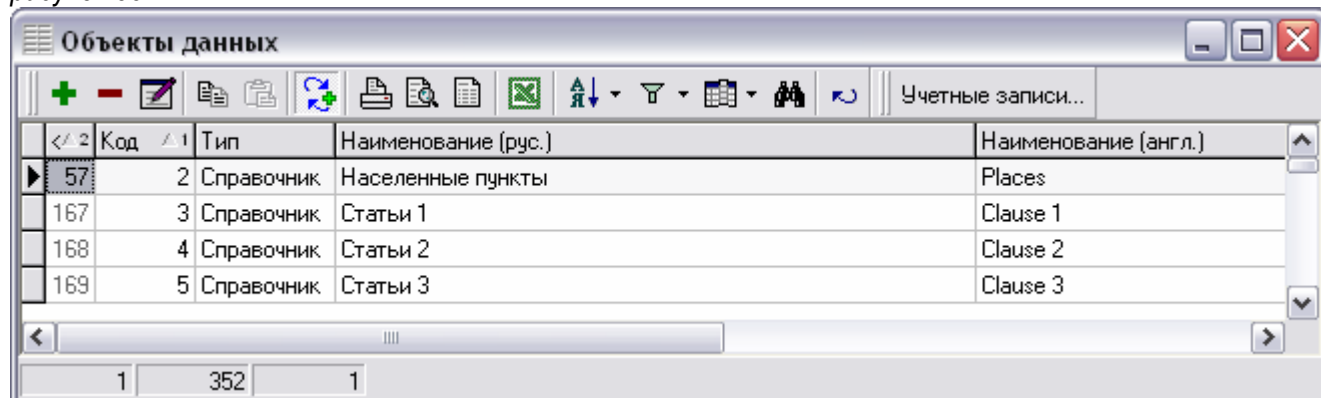 Объекты данных
Учетные записи...
2 Код 1 Тип Наименование (рус.) Наименование (англ.)
57 2 Справочник Населенные пункты Places
167 3 Справочник Статьи 1 Clause 1
168 4 Справочник Статьи 2 Clause 2
169 5 Справочник Статьи 3 Clause 3
1 352 1